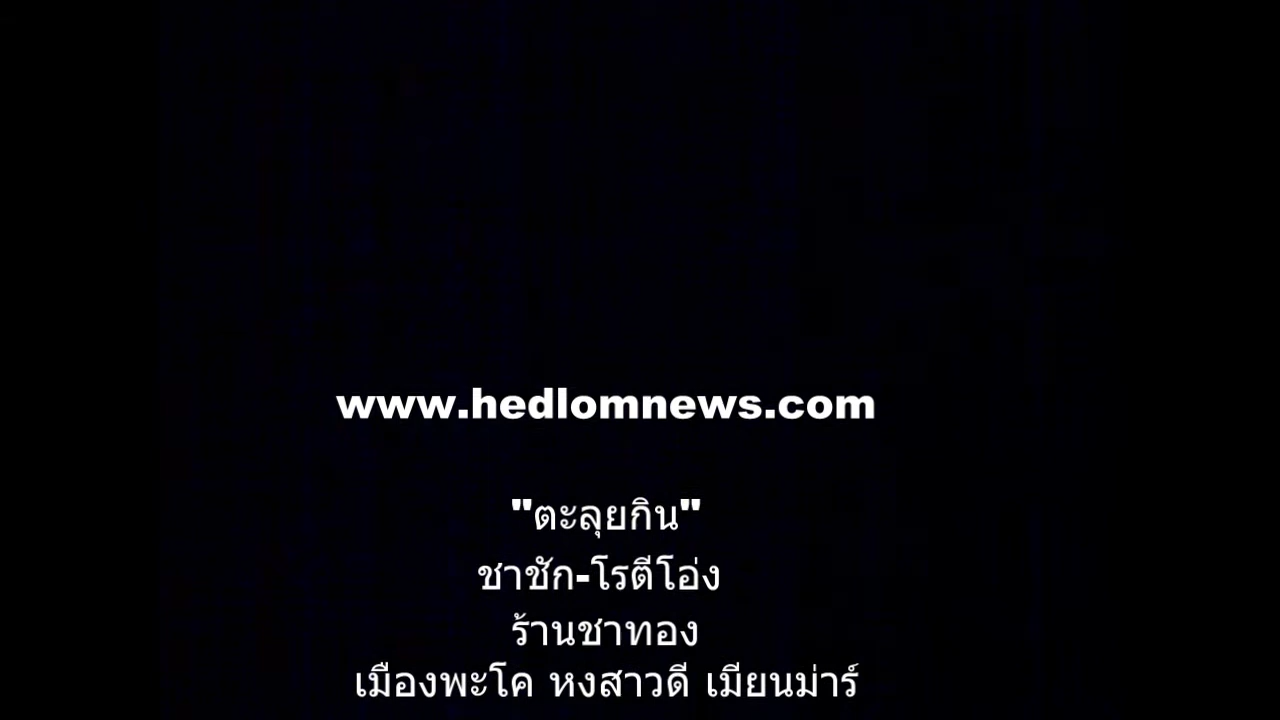 www.hedlomnews.com
"ตะลุยกิน"
ชาชัก-โรตีโอ่ง
ร้านชาทอง
เมืองพะโค หงสาวดี เมียนม่าร์